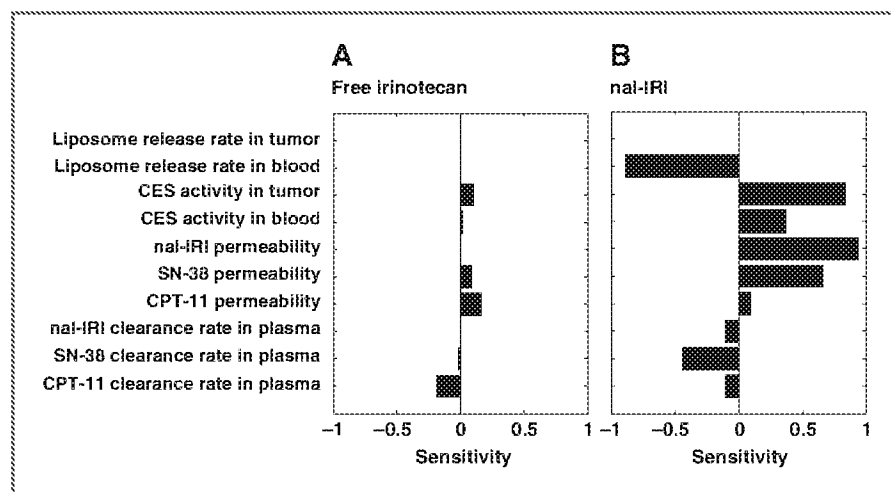 A
B
Free irinotecan
nal-IRI
Liposome release rate in tumor
Liposome release rate in blood
CES activity in tumor
CES activity in blood
nal-IRI permeability
SN-38 permeability
CPT-11 permeability
nal-IRI clearance rate in plasma
SN-38 clearance rate in plasma
CPT-11 clearance rate in plasma
−1 −0.5 0 0.5 1
−1 −0.5 0 0.5 1
Sensitivity
Sensitivity